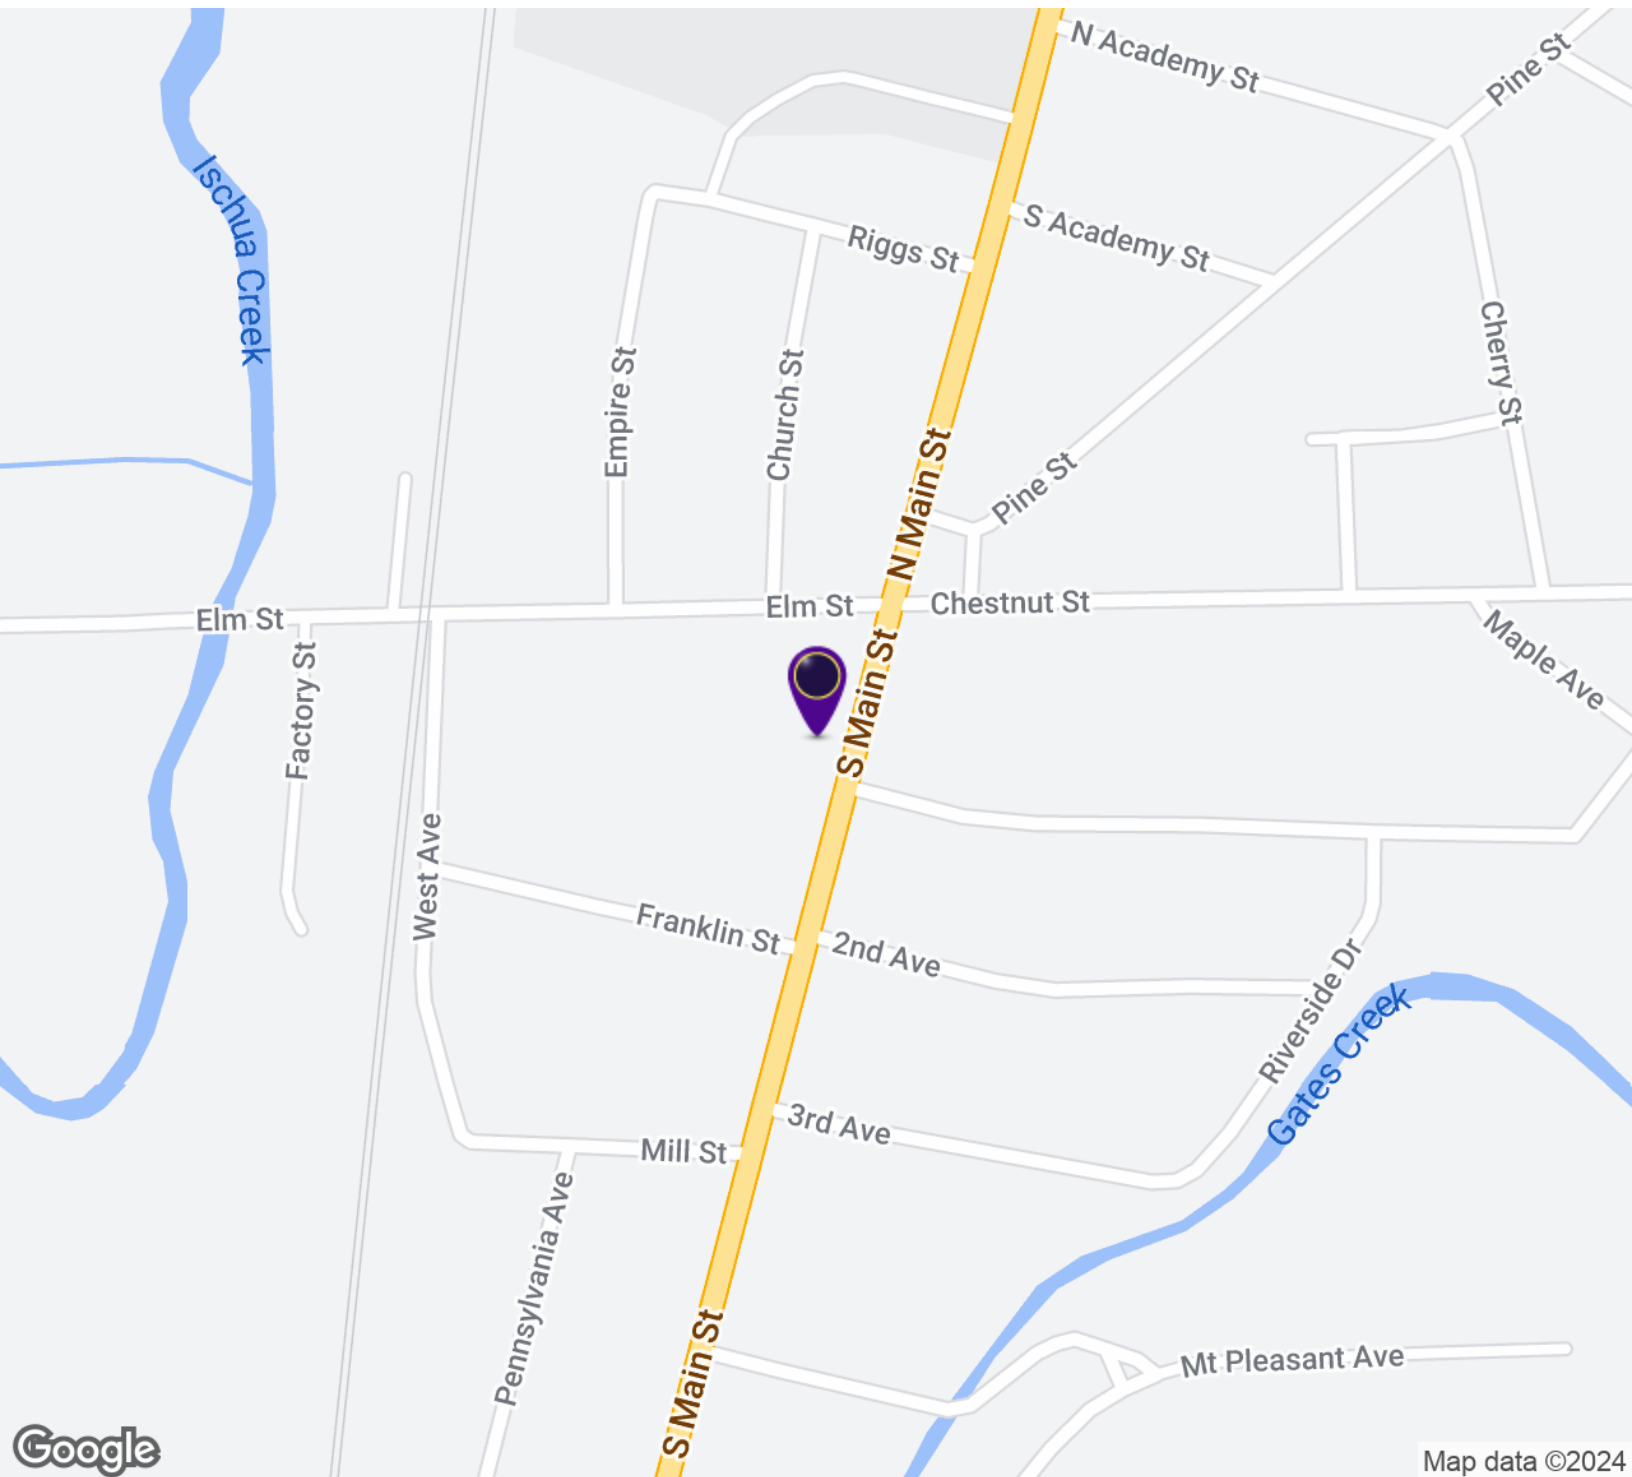 N Academy St
Pine St
Ischua Creek
S Academy St
Riggs St
Cherry St
Empire St
Church St
N Main St
Pine St
Elm St
Elm St
Chestnut St
Maple Ave
Factory St
S Main St
West Ave
Franklin St
2nd Ave
Riverside Dr
Gates Creek
3rd Ave
Mill St
Pennsylvania Ave
S Main St
Mt Pleasant Ave
Google
Map data ©2024